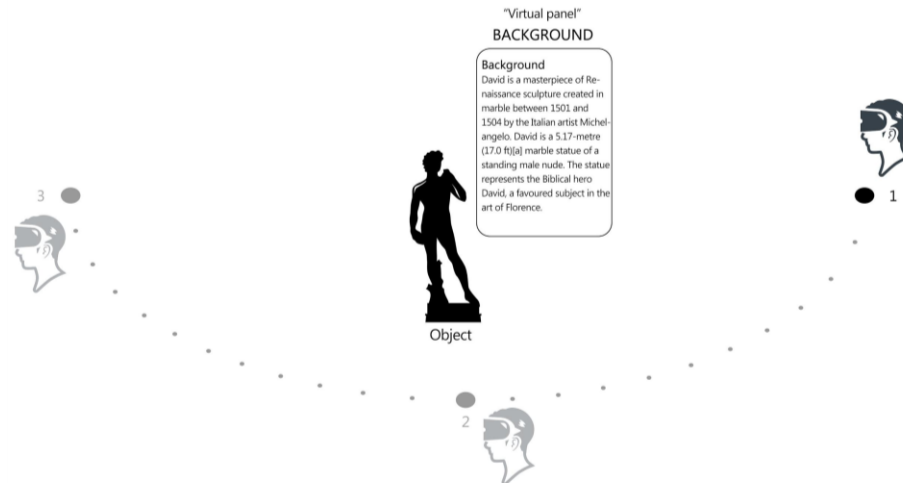 "Virtual panel"
BACKGROUND
Background
David is a masterpiece of Re-
naissance sculpture created in
marble between 1501 and
1504 by the Italian artist Michel-
angelo. David is a 5.17-metre
(17.0 ft)[a] marble statue of a
standing male nude. The statue
represents the Biblical hero
David, a favoured subject in the
art of Florence.
3
1
Object
2